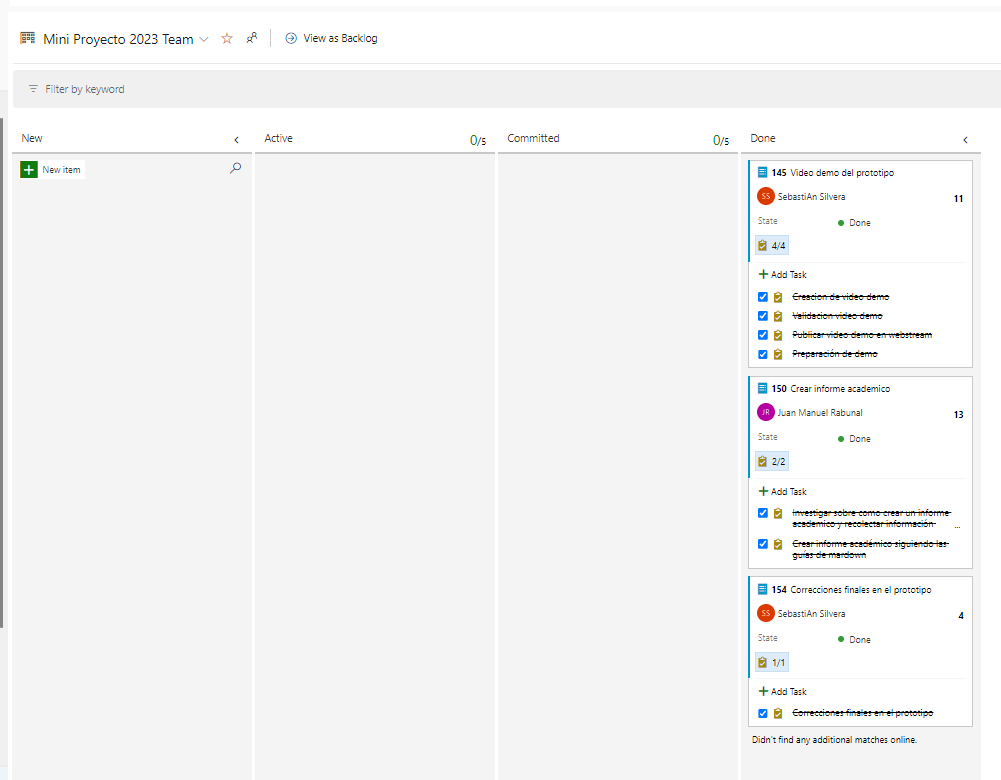 Mini Proyecto 2023 Team
View as Backlog
Filter by keyword
New
Active 0/5
Committed 0/5
Done
New item
145 Video demo del prototipo
SS SebastiÁn Silvera 11
State Done
4/4
Add Task
Creacion de video demo
Validacion video demo
Publicar video demo en webstream
Preparación de demo
150 Crear informe academico
JR Juan Manuel Rabunal 13
State Done
2/2
Add Task
Investigar sobre como crear un informe
academico y recolectar información
...
Crear informe académico siguiendo las
guías de mardown
154 Correcciones finales en el prototipo
SS SebastiÁn Silvera 4
State Done
1/1
Add Task
Correcciones finales en el prototipo
Didn't find any additional matches online.